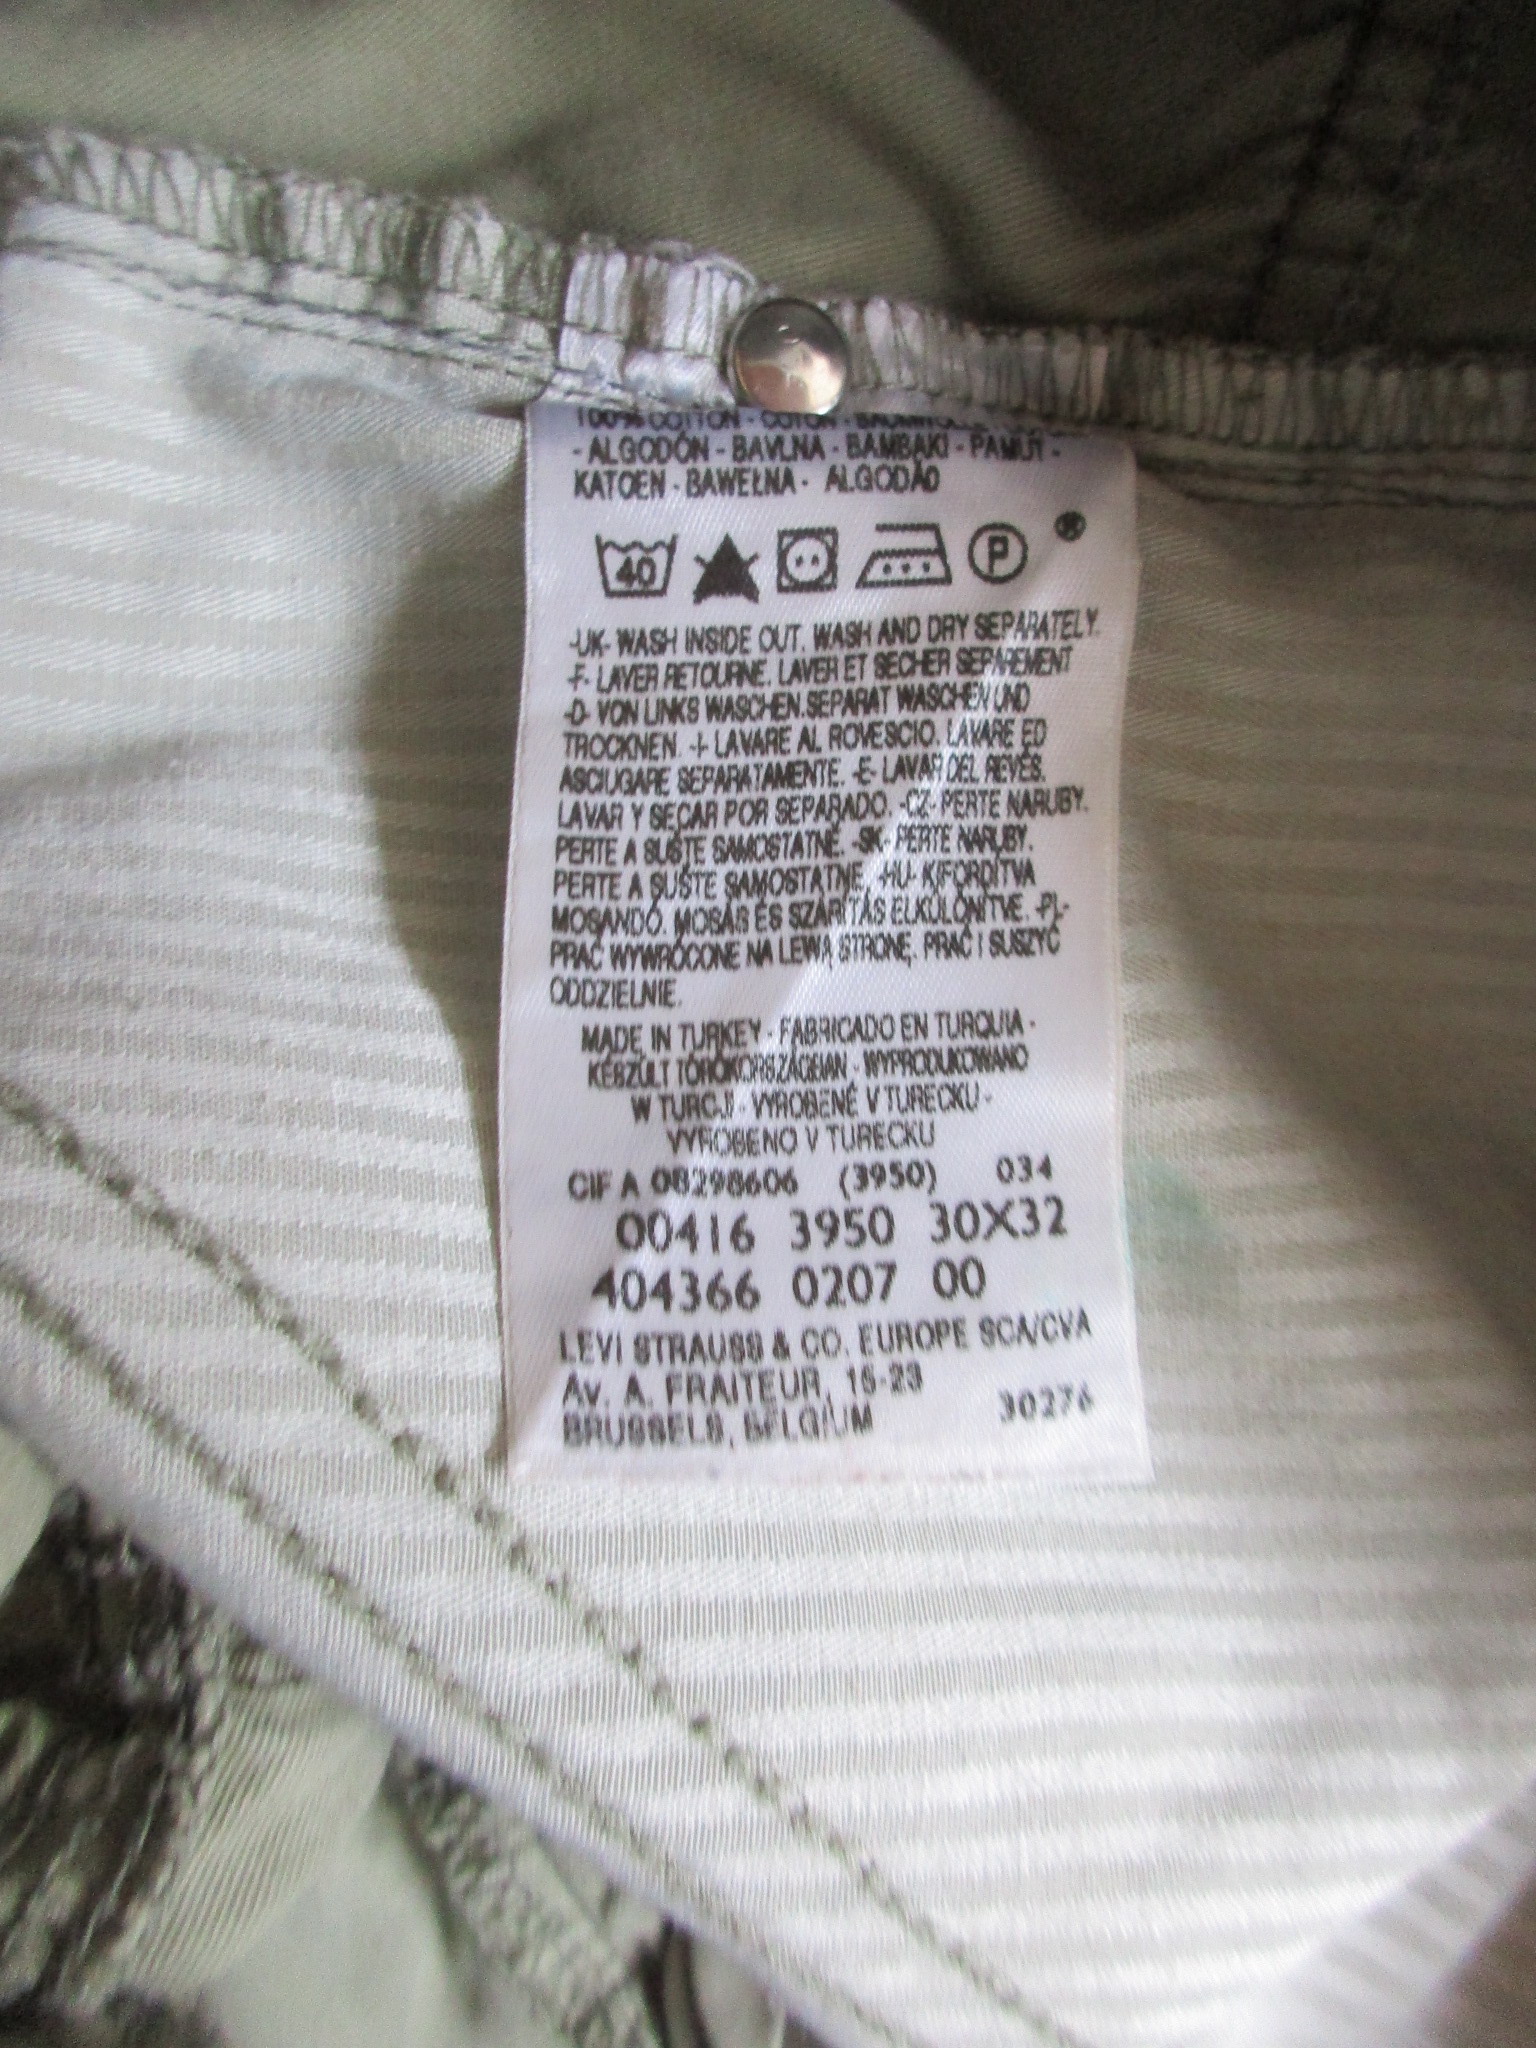 100% COTTON - COTON - BAUMWOLLE
- ALGODÓN - BAVLNA - BAMBAKI - PAMUT -
KATOEN - BAWEŁNA - ALGODÃO
40 P ®
-UK- WASH INSIDE OUT. WASH AND DRY SEPARATELY.
-F- LAVER RETOURNE. LAVER ET SECHER SEPAREMENT
-D- VON LINKS WASCHEN.SEPARAT WASCHEN UND
TROCKNEN. -I- LAVARE AL ROVESCIO. LAVARE ED
ASCIUGARE SEPARATAMENTE. -E- LAVAR DEL REVÉS.
LAVAR Y SECAR POR SEPARADO. -CZ- PERTE NARUBY.
PERTE A SUŠTE SAMOSTATNĚ. -SK- PERTE NARUBY.
PERTE A SUŠTE SAMOSTATNE. -HU- KIFORDÍTVA
MOSANDÓ. MOSÁS ÉS SZÁRÍTÁS ELKÜLÖNÍTVE. -PL-
PRAĆ WYWRÓCONE NA LEWĄ STRONĘ. PRAĆ I SUSZYĆ
ODDZIELNIE.
MADE IN TURKEY - FABRICADO EN TURQUIA -
KÉSZÜLT TÖRÖKORSZÁGBAN - WYPRODUKOWANO
W TURCJI - VYROBENÉ V TURECKU -
VYROBENO V TURECKU
CIF A 08298606 (3950) 034
00416 3950 30X32
404366 0207 00
LEVI STRAUSS & CO. EUROPE SCA/CVA
AV. A. FRAITEUR, 15-23
BRUSSELS, BELGIUM 30276